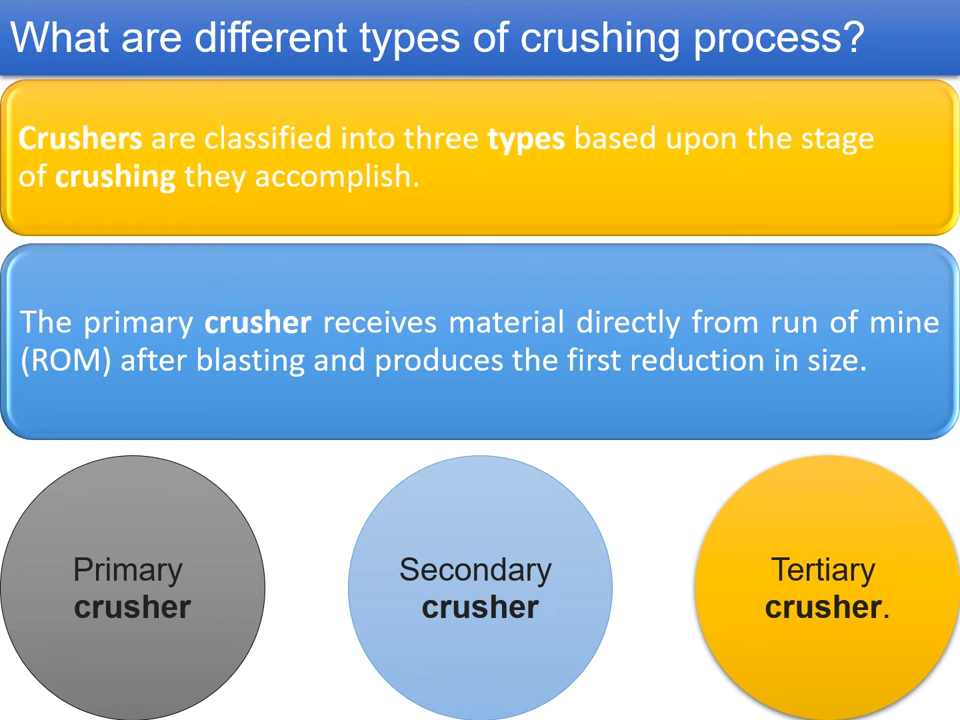 What are different types of crushing process?
Crushers are classified into three types based upon the stage
of crushing they accomplish.
The primary crusher receives material directly from run of mine
(ROM) after blasting and produces the first reduction in size.
Primary
crusher
Secondary
crusher
Tertiary
crusher.